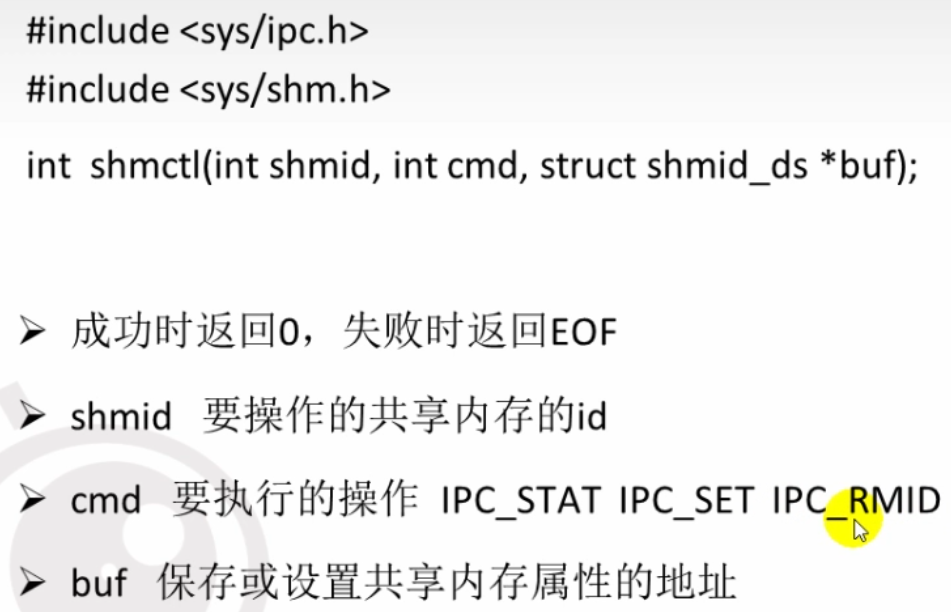 #include <sys/ipc.h>
#include <sys/shm.h>
int shmctl(int shmid, int cmd, struct shmid_ds *buf);
➢ 成功时返回0，失败时返回EOF
➢ shmid 要操作的共享内存的id
➢ cmd 要执行的操作 IPC_STAT IPC_SET IPC_RMID
➢ buf 保存或设置共享内存属性的地址